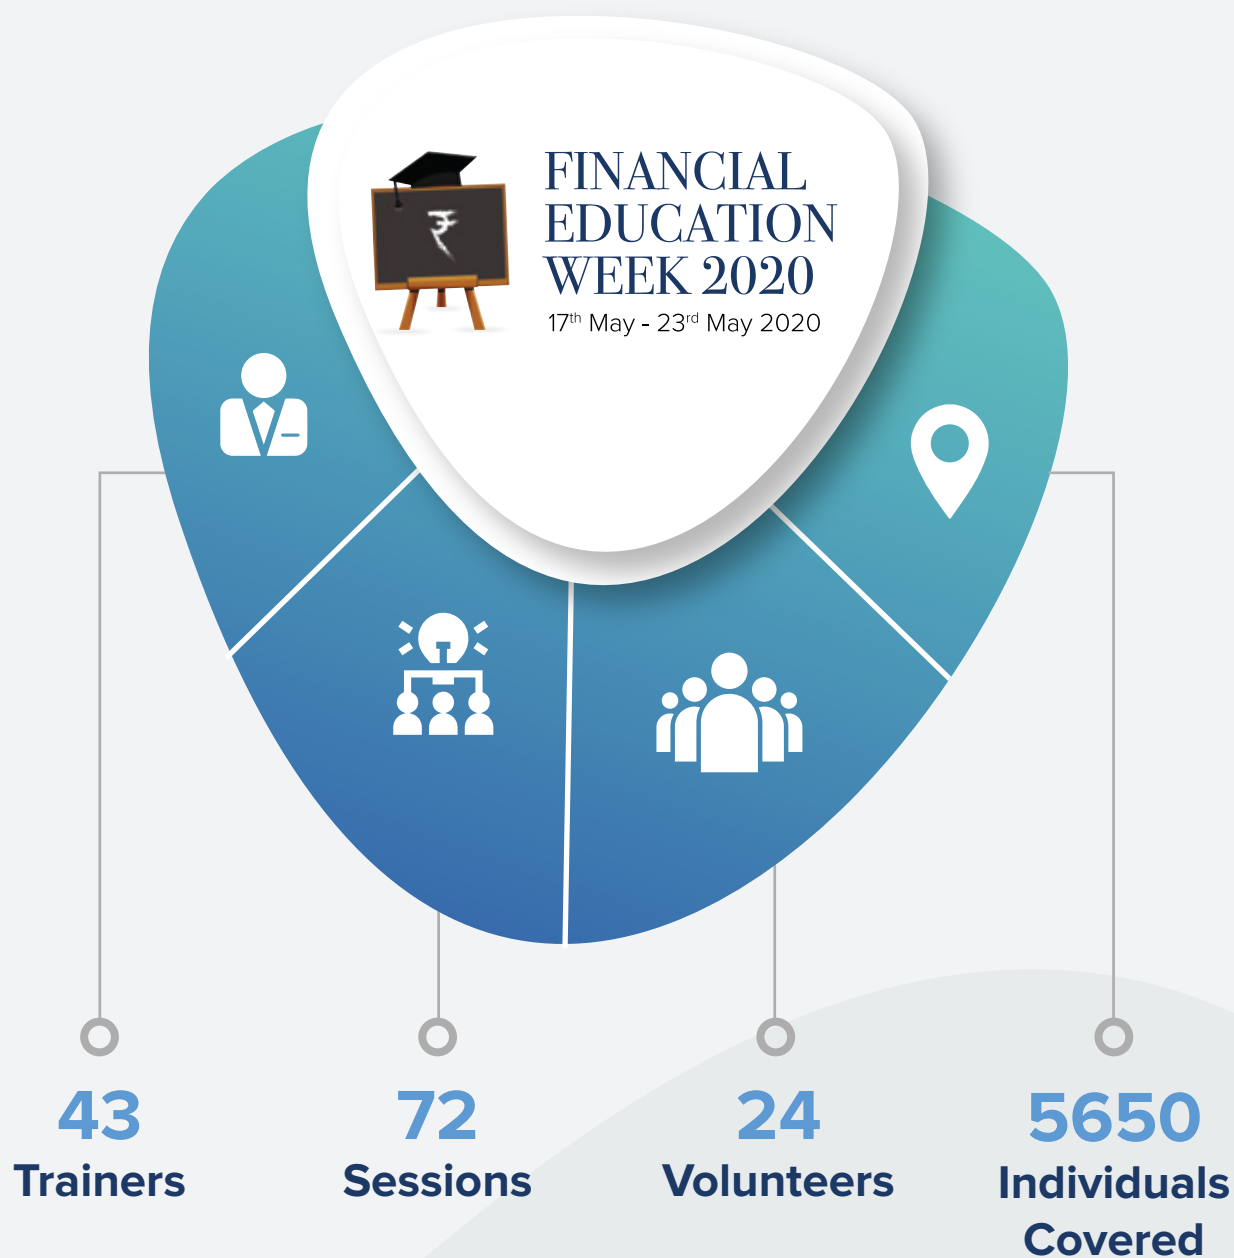 FINANCIAL
EDUCATION
WEEK 2020
17th May - 23rd May 2020
₹
43
Trainers
72
Sessions
24
Volunteers
5650
Individuals
Covered